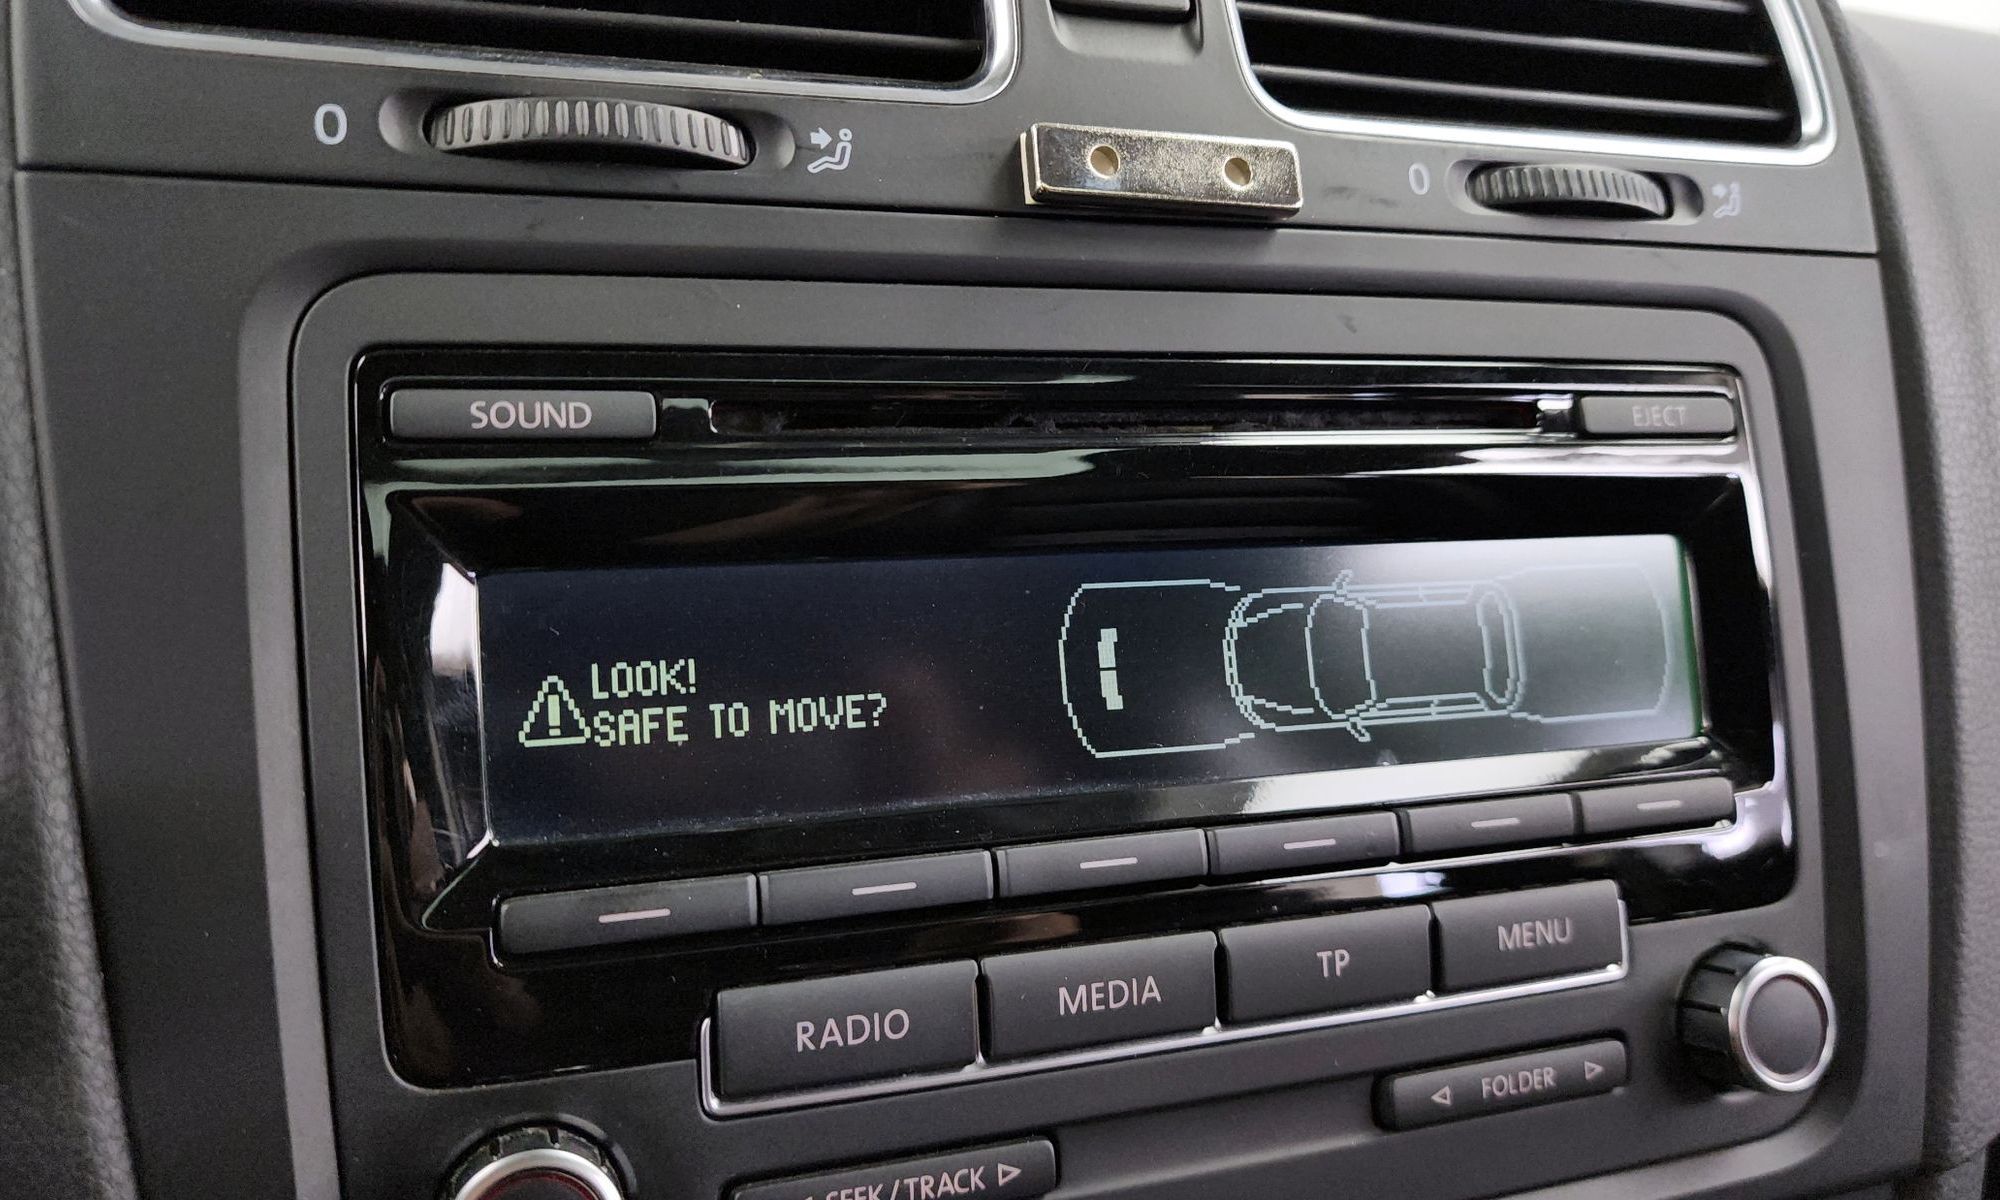 0
0
SOUND
EJECT
LOOK!
SAFE TO MOVE?
RADIO
MEDIA
TP
MENU
FOLDER
SEEK/TRACK